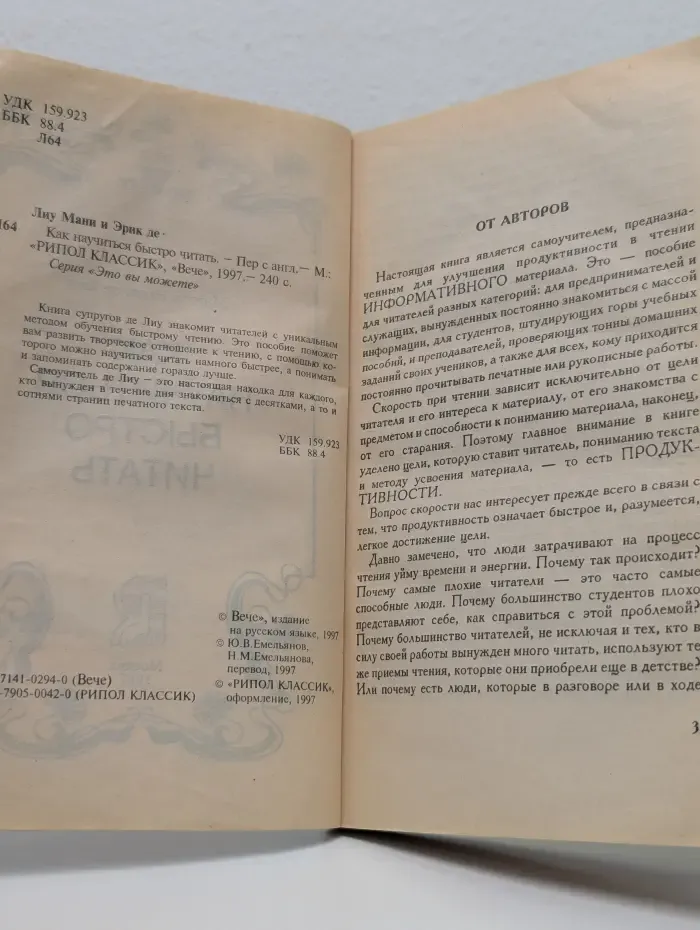 УДК 159.923
ББК 88.4
Л64
Лиу Мани и Эрик де
Л64 Как научиться быстро читать. – Пер с англ.– М.:
«РИПОЛ КЛАССИК», «Вече», 1997.– 240 с.
Серия «Это вы можете»
Книга супругов де Лиу знакомит читателей с уникальным
методом обучения быстрому чтению. Это пособие поможет
вам развить творческое отношение к чтению, с помощью ко-
торого можно научиться читать намного быстрее, а понимать
и запоминать содержание гораздо лучше.
Самоучитель де Лиу – это настоящая находка для каждого,
кто вынужден в течение дня знакомиться с десятками, а то и
сотнями страниц печатного текста.
УДК 159.923
ББК 88.4
БЫСТРО
ЧИТАТЬ
© Вече», издание
на русском языке, 1997
© Ю.В.Емельянов,
Н.М.Емельянова,
перевод, 1997
© «РИПОЛ КЛАССИК»,
оформление, 1997
7141-0294-0 (Вече)
-7905-0042-0 (РИПОЛ КЛАССИК)
ОТ АВТОРОВ
Настоящая книга является самоучителем, предназна-
ченным для улучшения продуктивности в чтении
ИНФОРМАТИВНОГО материала. Это — пособие
для читателей разных категорий: для предпринимателей и
служащих, вынужденных постоянно знакомиться с массой
информации, для студентов, штудирующих горы учебных
пособий, и преподавателей, проверяющих тонны домашних
заданий своих учеников, а также для всех, кому приходится
постоянно прочитывать печатные или рукописные работы.
Скорость при чтении зависит исключительно от цели
читателя и его интереса к материалу, от его знакомства с
предметом и способности к пониманию материала, наконец,
от его старания. Поэтому главное внимание в книге
уделено цели, которую ставит читатель, пониманию текста
и методу усвоения материала, — то есть ПРОДУК-
ТИВНОСТИ.
Вопрос скорости нас интересует прежде всего в связи с
тем, что продуктивность означает быстрое и, разумеется,
легкое достижение цели.
Давно замечено, что люди затрачивают на процесс
чтения уйму времени и энергии. Почему так происходит?
Почему самые плохие читатели — это часто самые
способные люди. Почему большинство студентов плохо
представляют себе, как справиться с этой проблемой?
Почему большинство читателей, не исключая и тех, кто в
силу своей работы вынужден много читать, используют те
же приемы чтения, которые они приобрели еще в детстве?
Или почему есть люди, которые в разговоре или в ходе
3